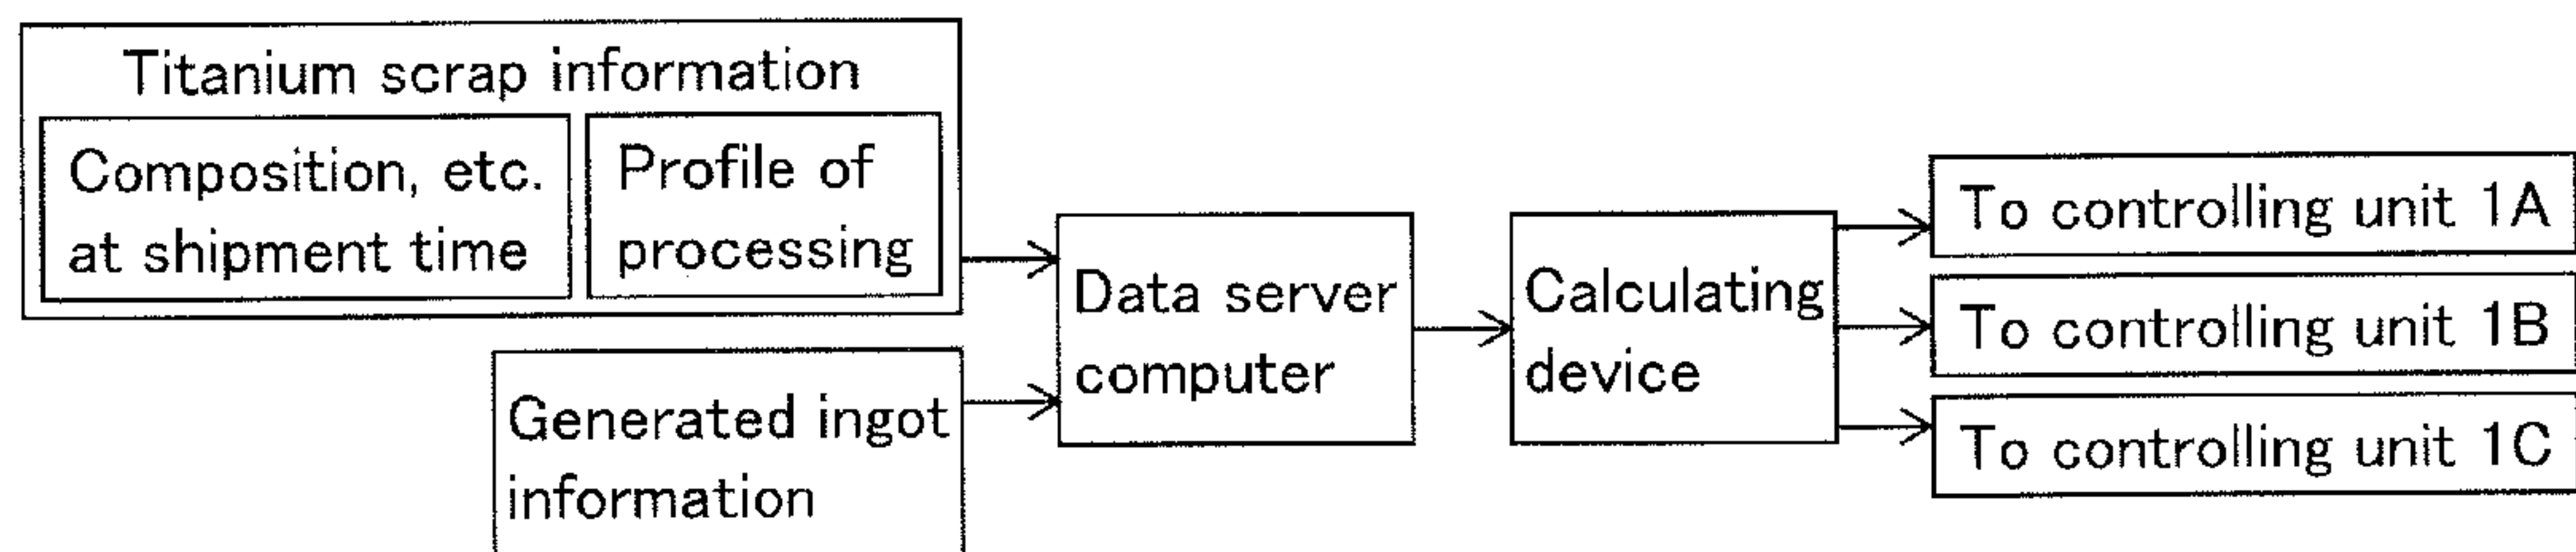 Titanium scrap information
Composition, etc.
at shipment time
Profile of
processing
Generated ingot
information
Data server
computer
Calculating
device
To controlling unit 1A
To controlling unit 1B
To controlling unit 1C